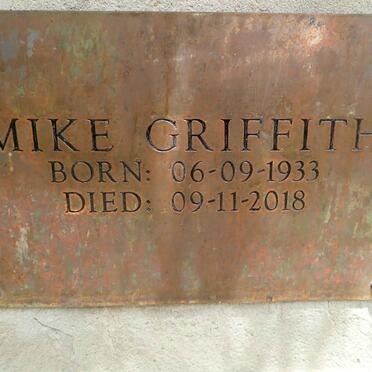 MIKE GRIFFITH
BORN: 06-09-1933
DIED: 09-11-2018